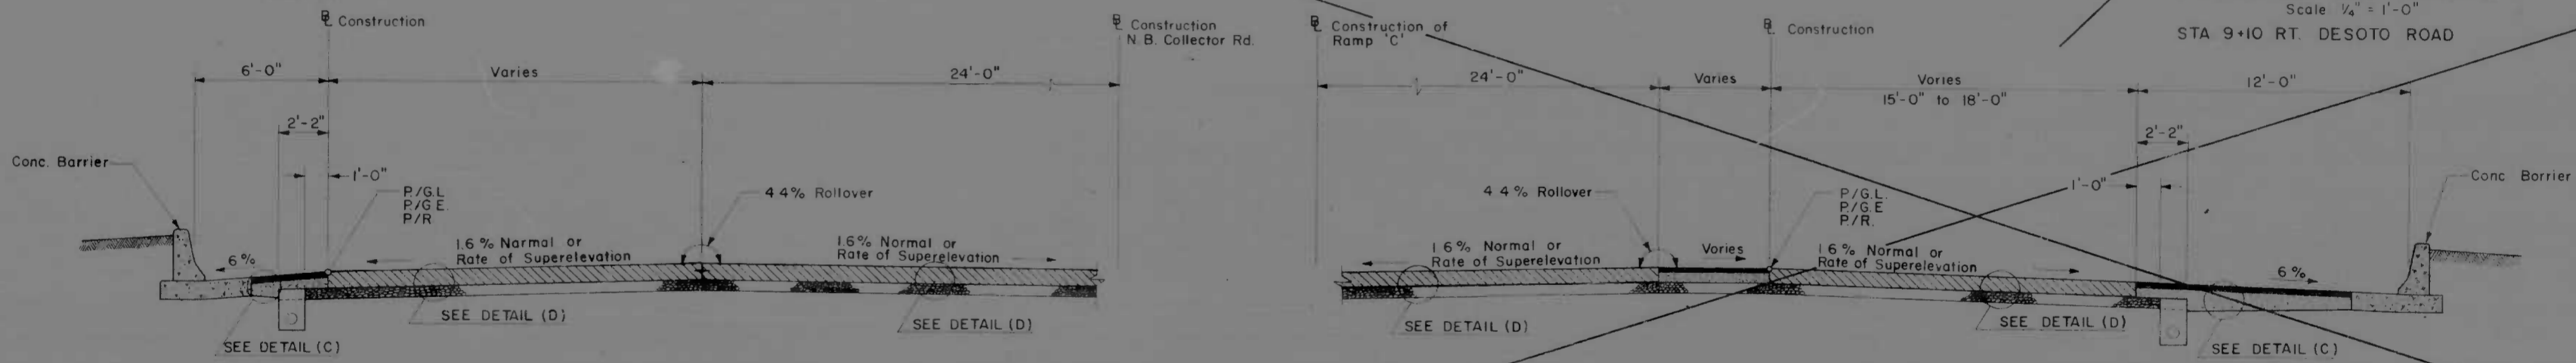 ℄ Construction
℄ Construction
N.B. Collector Rd.
℄ Construction of
Ramp 'C'
℄ Construction
Scale ¼" = 1'-0"
STA 9+10 RT. DESOTO ROAD
6'-0"
Varies
24'-0"
24'-0"
Varies
Vories
15'-0" to 18'-0"
12'-0"
2'-2"
2'-2"
Conc. Barrier
1'-0"
P./G.L
P./G E.
P/R
4.4% Rollover
4.4% Rollover
P./G.L.
P./G.E
P./R.
1'-0"
Conc Borrier
6%
1.6% Narmal or
Rate of Superelevation
1.6% Normal or
Rate of Superelevation
1.6% Normal or
Rate of Superelevation
Vories
1.6% Normal or
Rate of Superelevation
6%
SEE DETAIL (C)
SEE DETAIL (D)
SEE DETAIL (D)
SEE DETAIL (D)
SEE DETAIL (D)
SEE DETAIL (C)